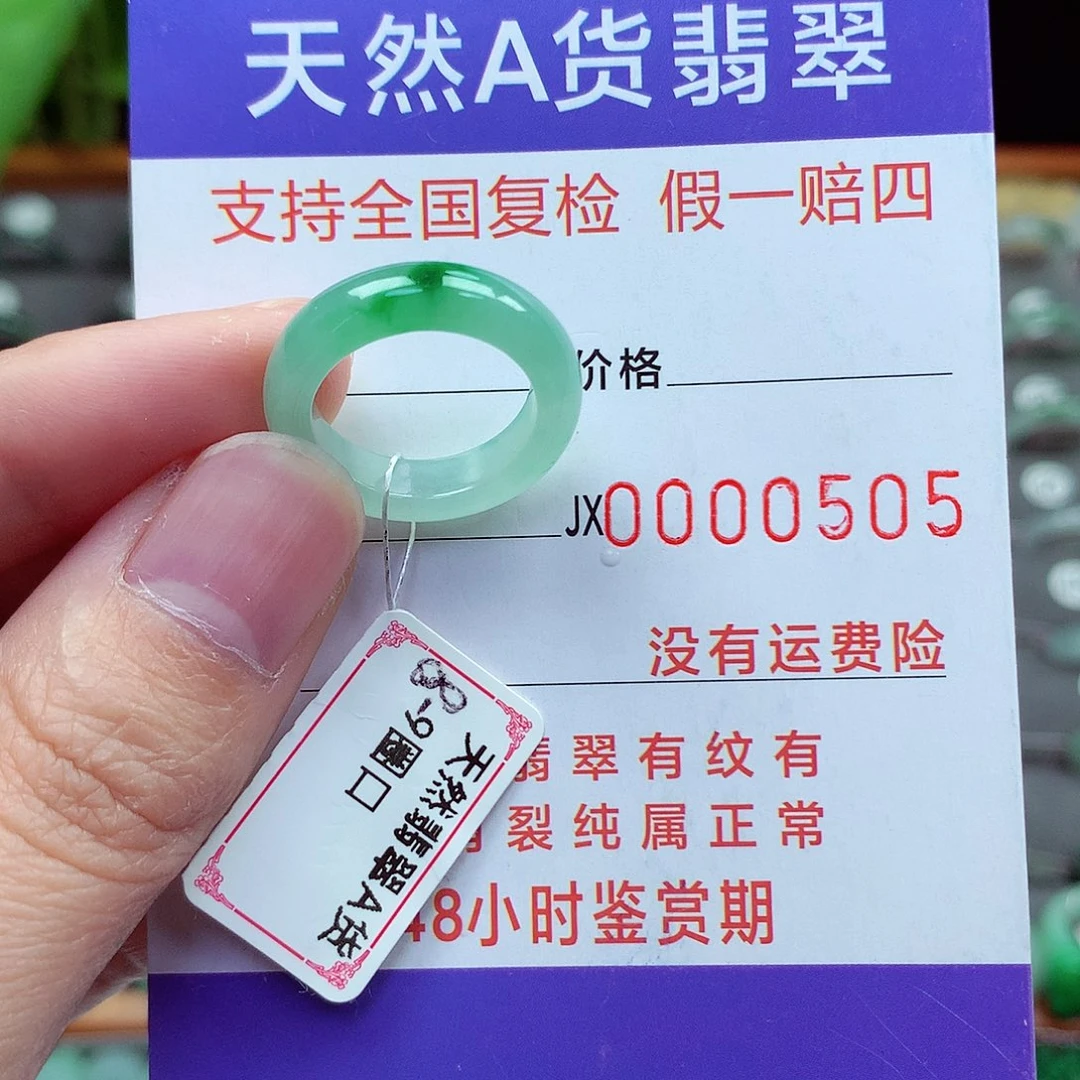 天然A货翡翠
支持全国复检 假一赔四
价格
JX0000505
没有运费险
翡翠有纹有
裂纯属正常
48小时鉴赏期
天然翡翠A货
8-9圈口